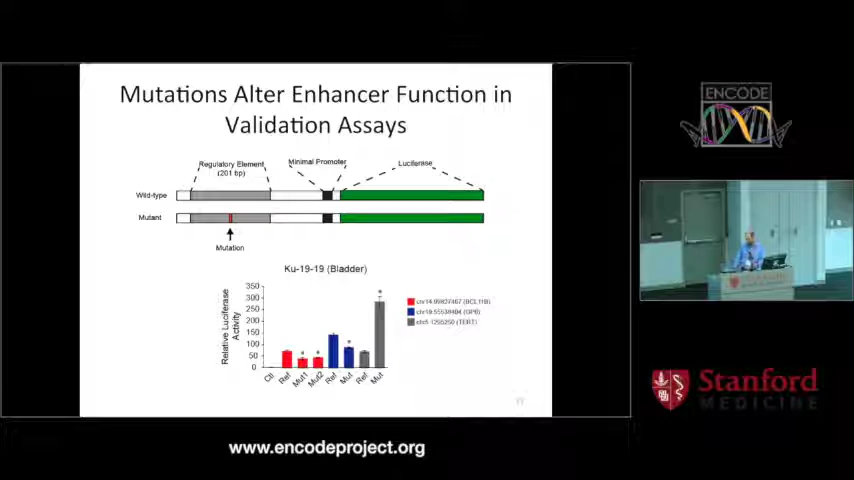 Mutations Alter Enhancer Function in
Validation Assays
Regulatory Element
(201 bp)
Minimal Promoter
Luciferase
Wild-type
Mutant
Mutation
Ku-19-19 (Bladder)
Relative Luciferase
Activity
350
300
250
200
150
100
50
0
*
*
*
*
Ctl
Ref
Mut1
Mut2
Ref
Mut
Ref
Mut
(BCL11B)
(TERT)
ENCODE
Stanford
MEDICINE
www.encodeproject.org